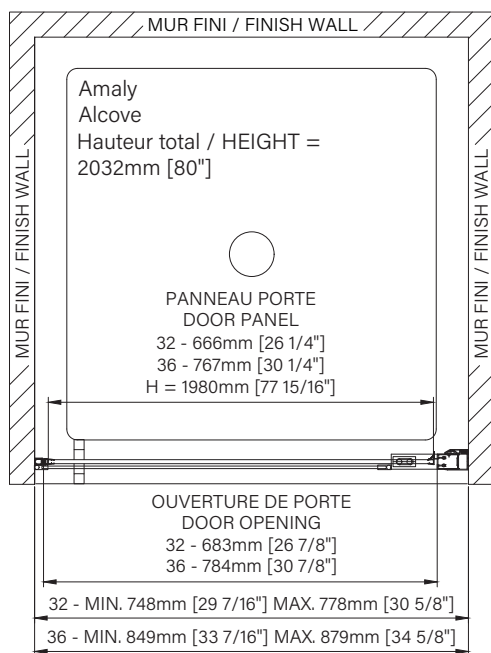 MUR FINI / FINISH WALL
MUR FINI / FINISH WALL
MUR FINI / FINISH WALL
Amaly
Alcove
Hauteur total / HEIGHT =
2032mm [80"]
PANNEAU PORTE
DOOR PANEL
32 - 666mm [26 1/4"]
36 - 767mm [30 1/4"]
H = 1980mm [77 15/16"]
OUVERTURE DE PORTE
DOOR OPENING
32 - 683mm [26 7/8"]
36 - 784mm [30 7/8"]
32 - MIN. 748mm [29 7/16"] MAX. 778mm [30 5/8"]
36 - MIN. 849mm [33 7/16"] MAX. 879mm [34 5/8"]